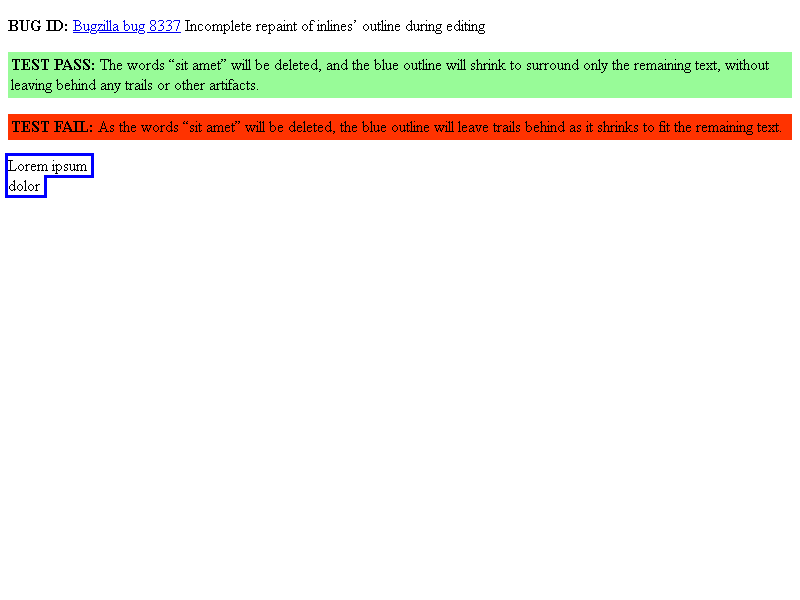 BUG ID: Bugzilla bug 8337 Incomplete repaint of inlines’ outline during editing
TEST PASS: The words “sit amet” will be deleted, and the blue outline will shrink to surround only the remaining text, without
leaving behind any trails or other artifacts.
TEST FAIL: As the words “sit amet” will be deleted, the blue outline will leave trails behind as it shrinks to fit the remaining text.
Lorem ipsum
dolor